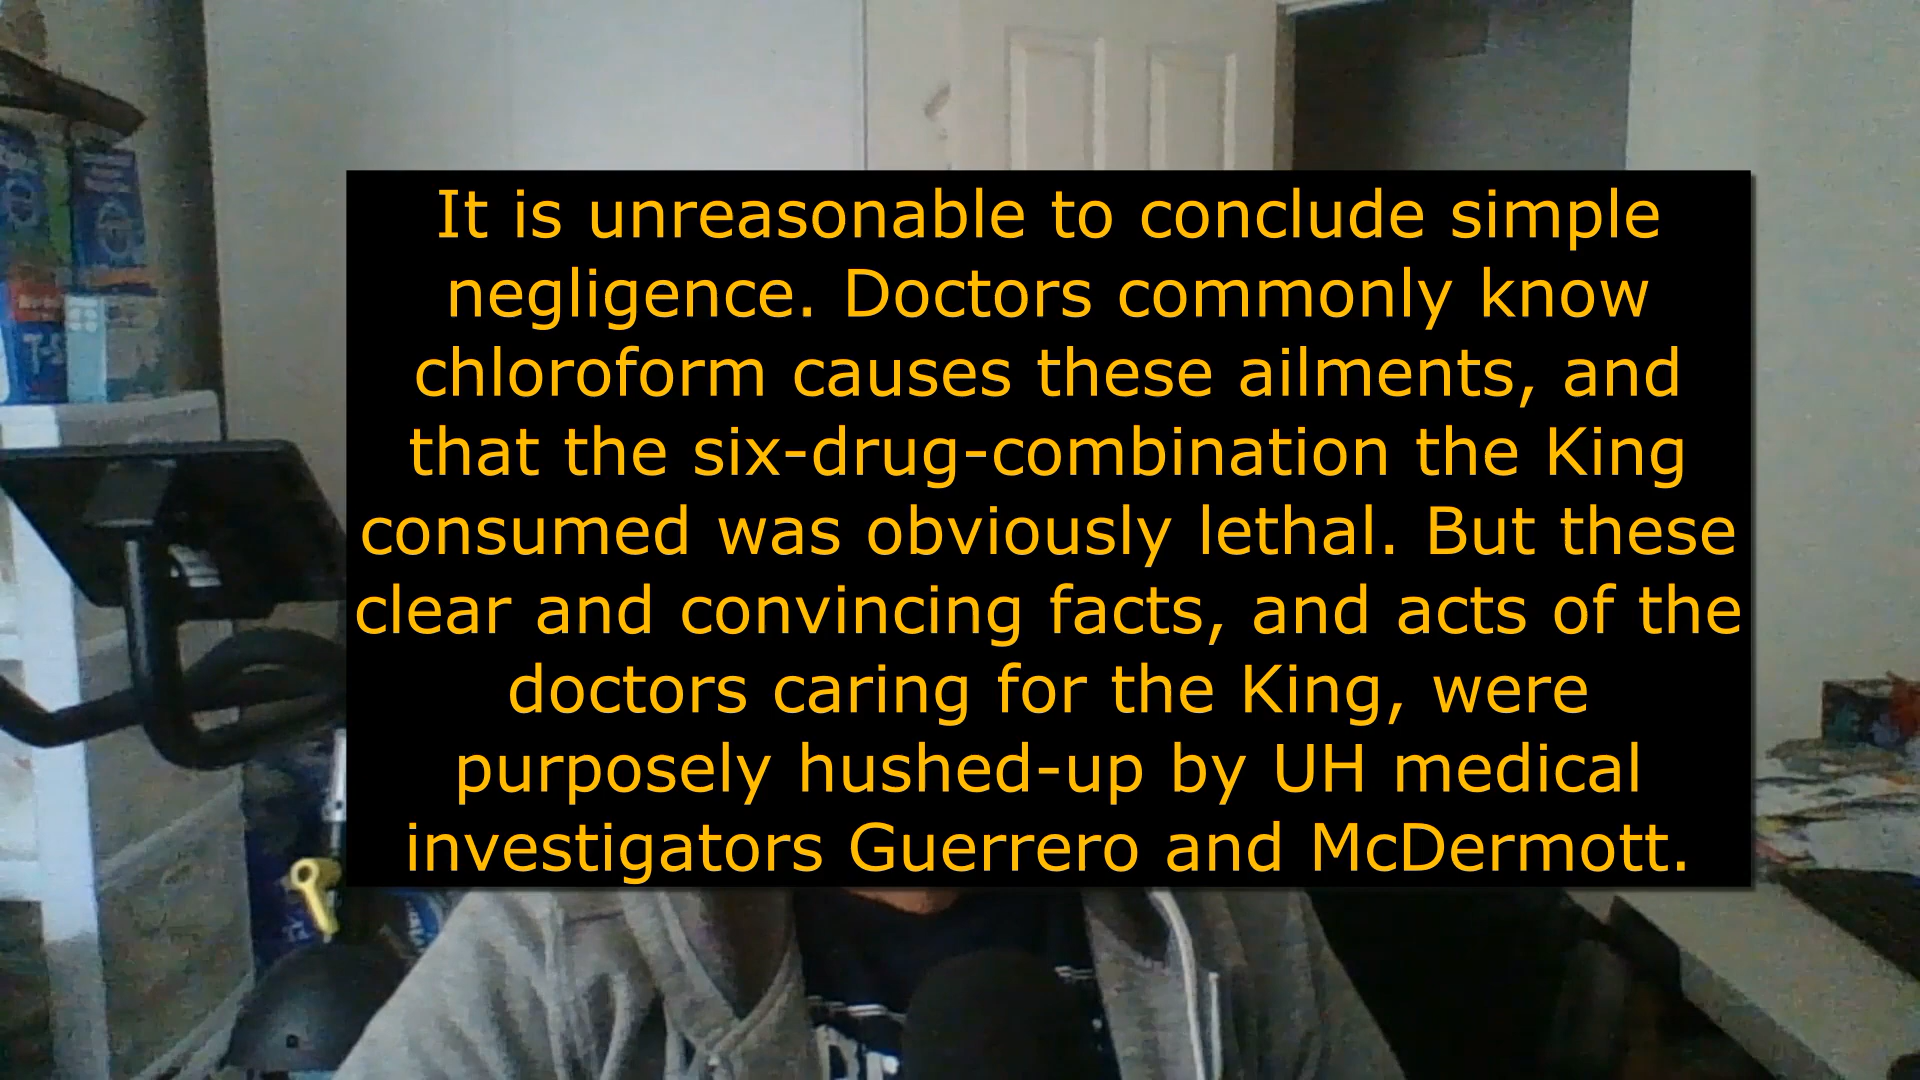 It is unreasonable to conclude simple
negligence. Doctors commonly know
chloroform causes these ailments, and
that the six-drug-combination the King
consumed was obviously lethal. But these
clear and convincing facts, and acts of the
doctors caring for the King, were
purposely hushed-up by UH medical
investigators Guerrero and McDermott.